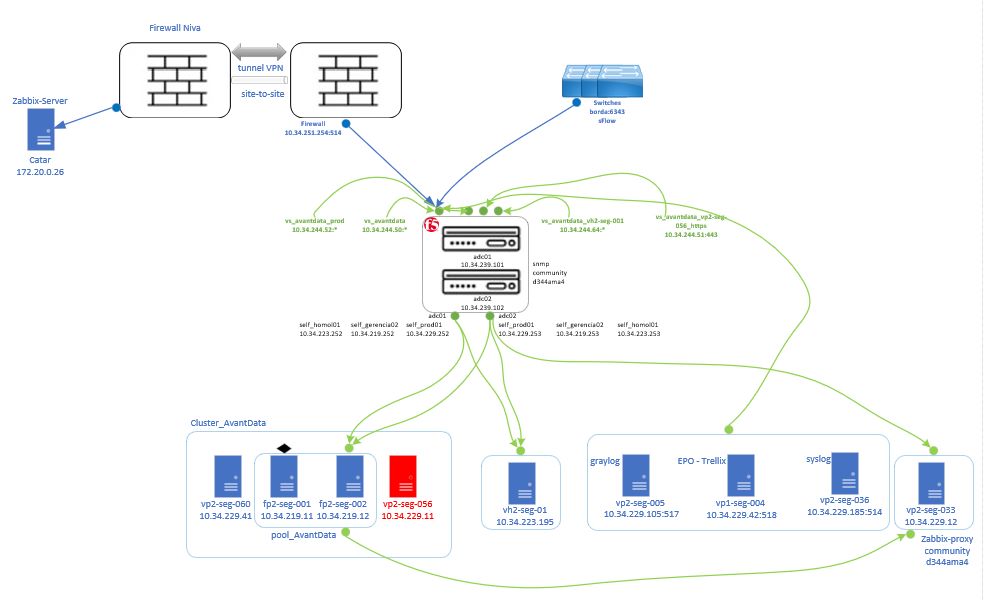 Firewall Niva
tunnel VPN
site-to-site
Zabbix-Server
Catar
172.20.0.26
Firewall
10.34.251.254:514
Switches
borda:6343
sFlow
vs_avantdata_prod
10.34.244.52:*
vs_avantdata
10.34.244.50:*
vs_avantdata_vh2-seg-001
10.34.244.64:*
vs_avantdata_vp2-seg-
056_https
10.34.244.51:443
f5
adc01
10.34.239.101
adc02
10.34.239.102
snmp
community
d344ama4
adc01
adc02
self_homol01
10.34.223.252
self_gerencia02
10.34.219.252
self_prod01
10.34.229.252
self_prod01
10.34.229.253
self_gerencia02
10.34.219.253
self_homol01
10.34.223.253
Cluster_AvantData
vp2-seg-060
10.34.229.41
fp2-seg-001
10.34.219.11
fp2-seg-002
10.34.219.12
vp2-seg-056
10.34.229.11
pool_AvantData
vh2-seg-01
10.34.223.195
graylog
vp2-seg-005
10.34.229.105:517
EPO - Trellix
vp1-seg-004
10.34.229.42:518
syslog
vp2-seg-036
10.34.229.185:514
vp2-seg-033
10.34.229.12
Zabbix-proxy
community
d344ama4